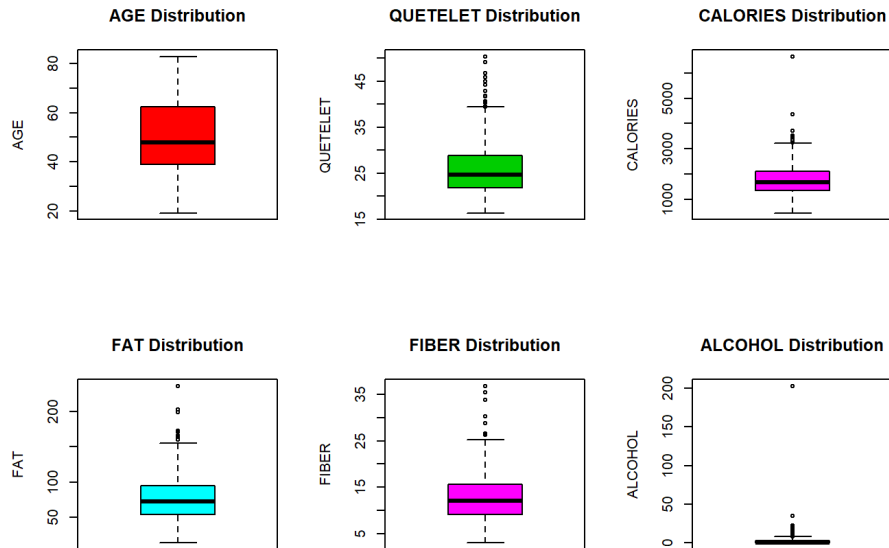 AGE Distribution
AGE
20
40
60
80
QUETELET Distribution
QUETELET
15
25
35
45
CALORIES Distribution
CALORIES
1000
3000
5000
FAT Distribution
FAT
50
100
200
FIBER Distribution
FIBER
5
15
25
35
ALCOHOL Distribution
ALCOHOL
0
50
100
150
200